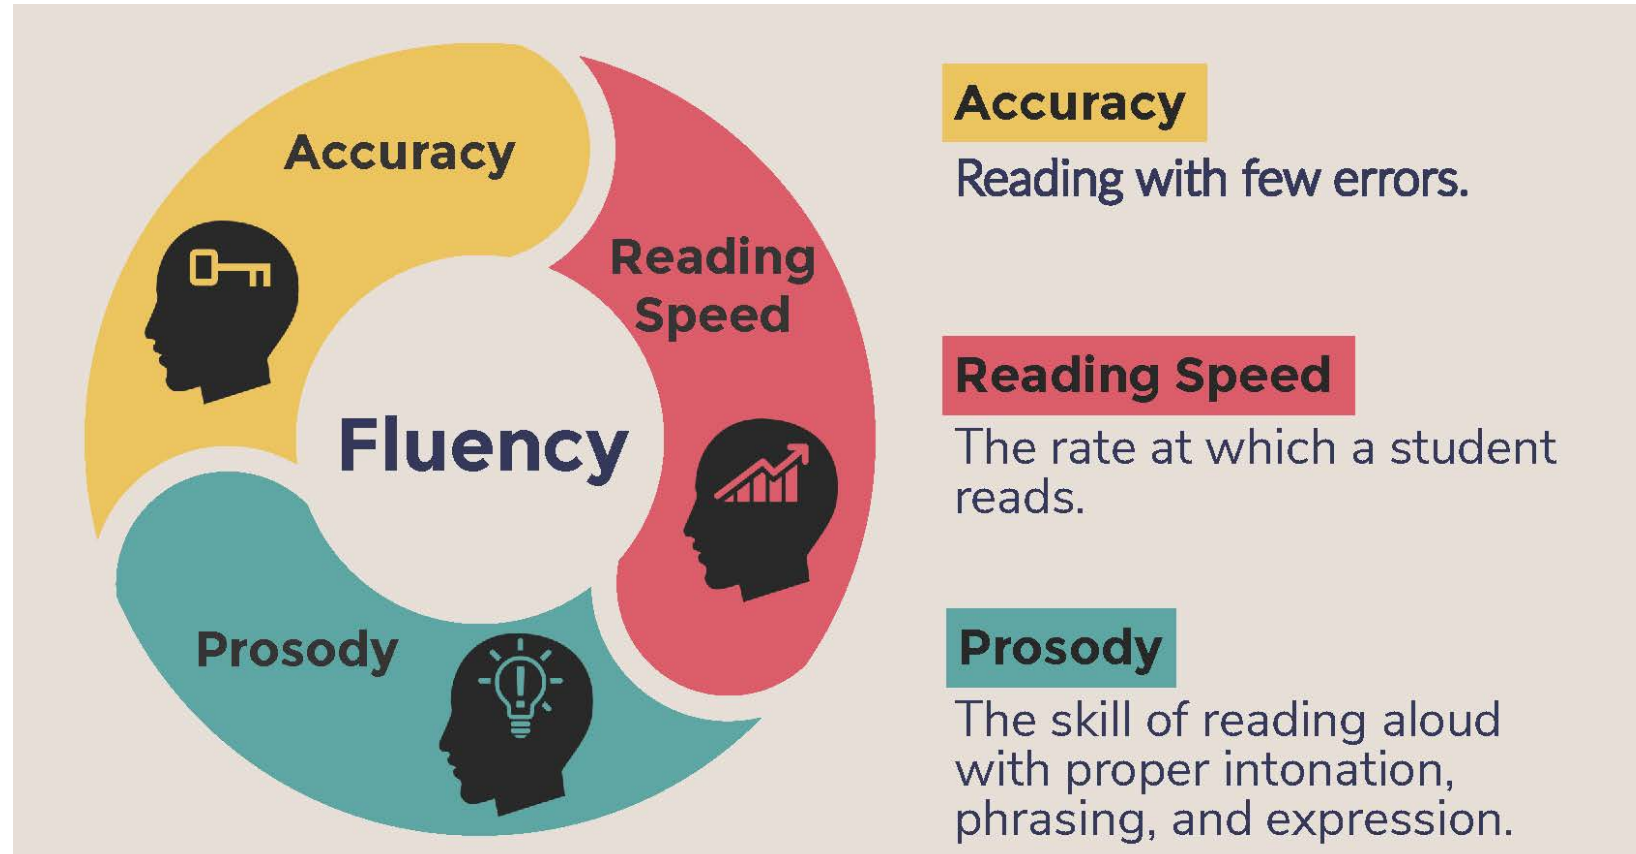 Accuracy
Reading
Speed
Fluency
Prosody
Accuracy
Reading with few errors.
Reading Speed
The rate at which a student
reads.
Prosody
The skill of reading aloud
with proper intonation,
phrasing, and expression.